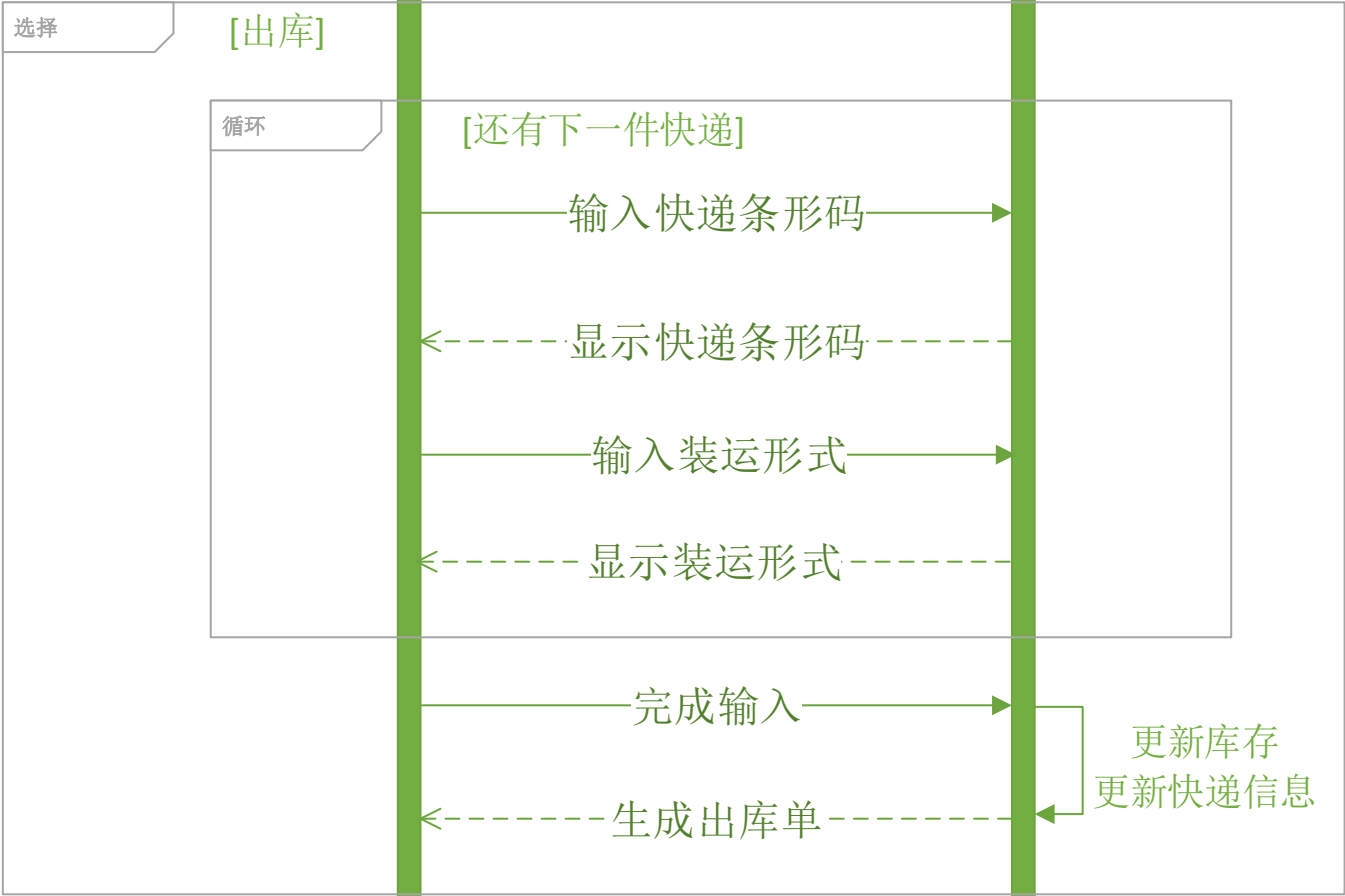 选择
[出库]
循环
[还有下一件快递]
输入快递条形码
显示快递条形码
输入装运形式
显示装运形式
完成输入
更新库存
更新快递信息
生成出库单